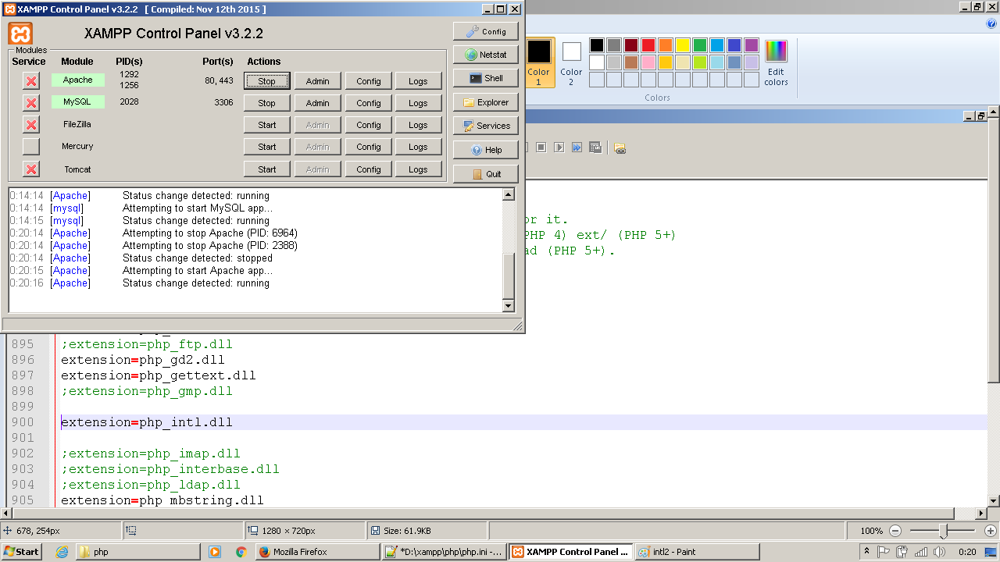 XAMPP Control Panel v3.2.2 [ Compiled: Nov 12th 2015 ]
XAMPP Control Panel v3.2.2
Modules
Service Module PID(s) Port(s) Actions
Apache 1292 1256 80, 443 Stop Admin Config Logs
MySQL 2028 3306 Stop Admin Config Logs
FileZilla Start Admin Config Logs
Mercury Start Admin Config Logs
Tomcat Start Admin Config Logs
Config
Netstat
Shell
Explorer
Services
Help
Quit
0:14:14 [Apache] Status change detected: running
0:14:14 [mysql] Attempting to start MySQL app...
0:14:15 [mysql] Status change detected: running
0:20:14 [Apache] Attempting to stop Apache (PID: 6964)
0:20:14 [Apache] Attempting to stop Apache (PID: 2388)
0:20:14 [Apache] Status change detected: stopped
0:20:15 [Apache] Attempting to start Apache app...
0:20:16 [Apache] Status change detected: running
Color 1
Color 2
Edit colors
Colors
or it.
PHP 4) ext/ (PHP 5+)
ad (PHP 5+).
895 ;extension=php_ftp.dll
896 extension=php_gd2.dll
897 extension=php_gettext.dll
898 ;extension=php_gmp.dll
899
900 extension=php_intl.dll
901
902 ;extension=php_imap.dll
903 ;extension=php_interbase.dll
904 ;extension=php_ldap.dll
905 extension=php_mbstring.dll
678, 254px 1280 × 720px Size: 61.9KB 100%
Start php Mozilla Firefox *D:\xampp\php\php.ini -... XAMPP Control Panel ... intl2 - Paint 0:20